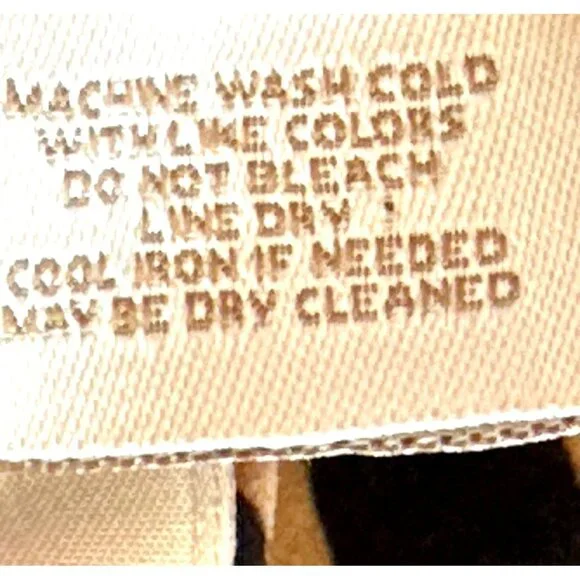 MACHINE WASH COLD
WITH LIKE COLORS
DO NOT BLEACH
LINE DRY
COOL IRON IF NEEDED
MAY BE DRY CLEANED